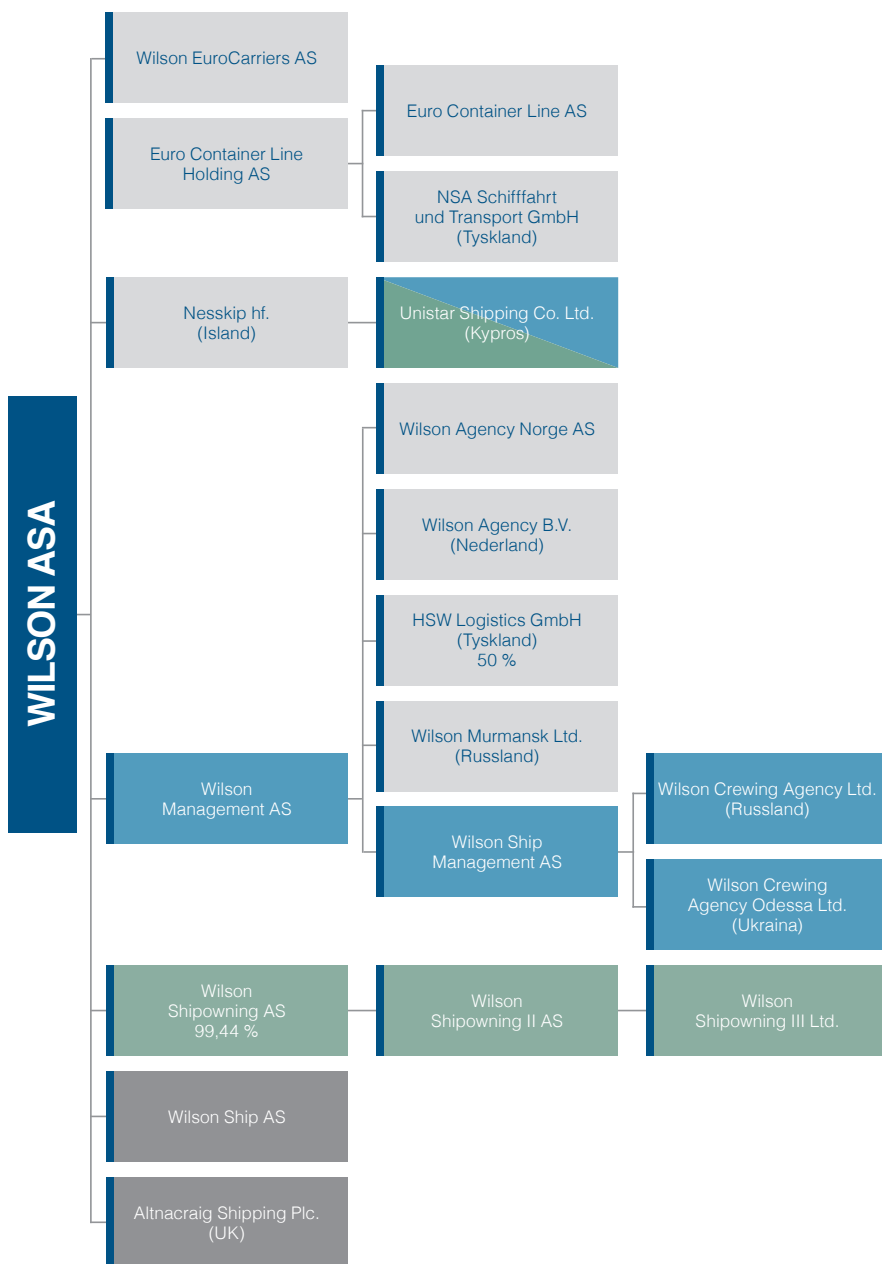 WILSON ASA
Wilson EuroCarriers AS
Euro Container Line
Holding AS
Euro Container Line AS
NSA Schifffahrt
und Transport GmbH
(Tyskland)
Nesskip hf.
(Island)
Unistar Shipping Co. Ltd.
(Kypros)
Wilson
Management AS
Wilson Agency Norge AS
Wilson Agency B.V.
(Nederland)
HSW Logistics GmbH
(Tyskland)
50 %
Wilson Murmansk Ltd.
(Russland)
Wilson Ship
Management AS
Wilson Crewing Agency Ltd.
(Russland)
Wilson Crewing
Agency Odessa Ltd.
(Ukraina)
Wilson
Shipowning AS
99,44 %
Wilson
Shipowning II AS
Wilson
Shipowning III Ltd.
Wilson Ship AS
Altnacraig Shipping Plc.
(UK)